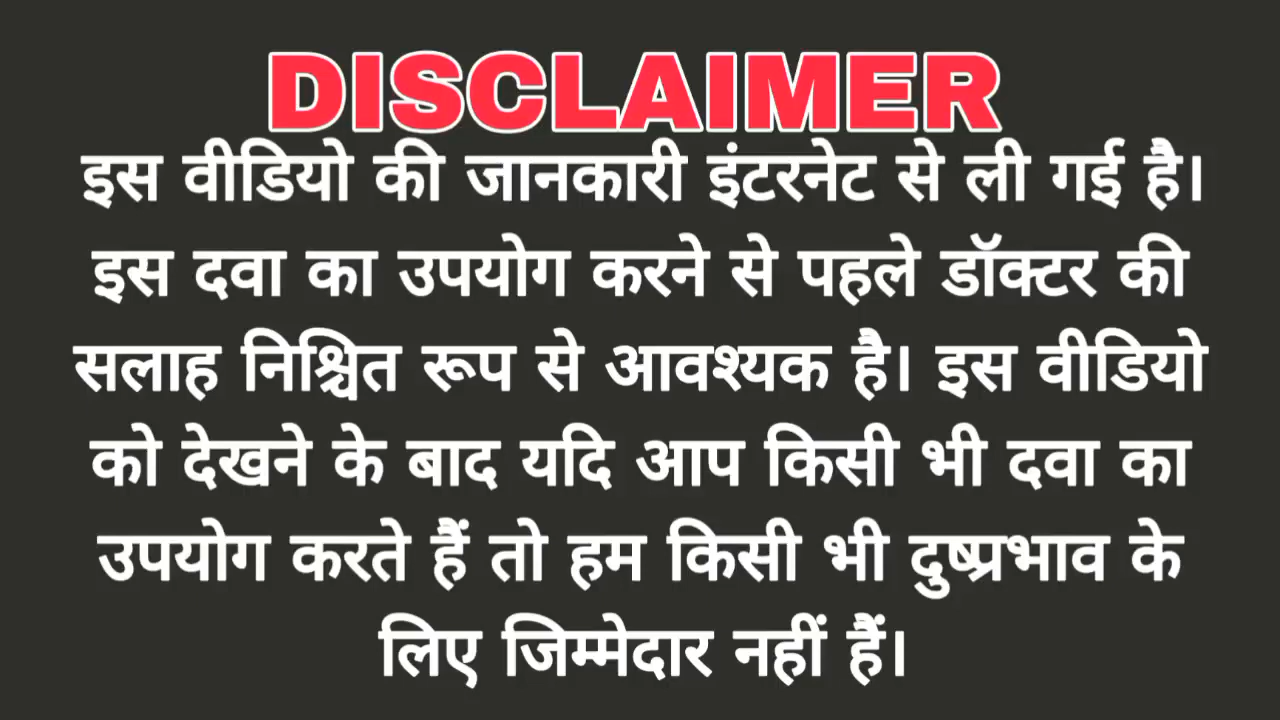 DISCLAIMER
इस वीडियो की जानकारी इंटरनेट से ली गई है।
इस दवा का उपयोग करने से पहले डॉक्टर की
सलाह निश्चित रूप से आवश्यक है। इस वीडियो
को देखने के बाद यदि आप किसी भी दवा का
उपयोग करते हैं तो हम किसी भी दुष्प्रभाव के
लिए जिम्मेदार नहीं हैं।